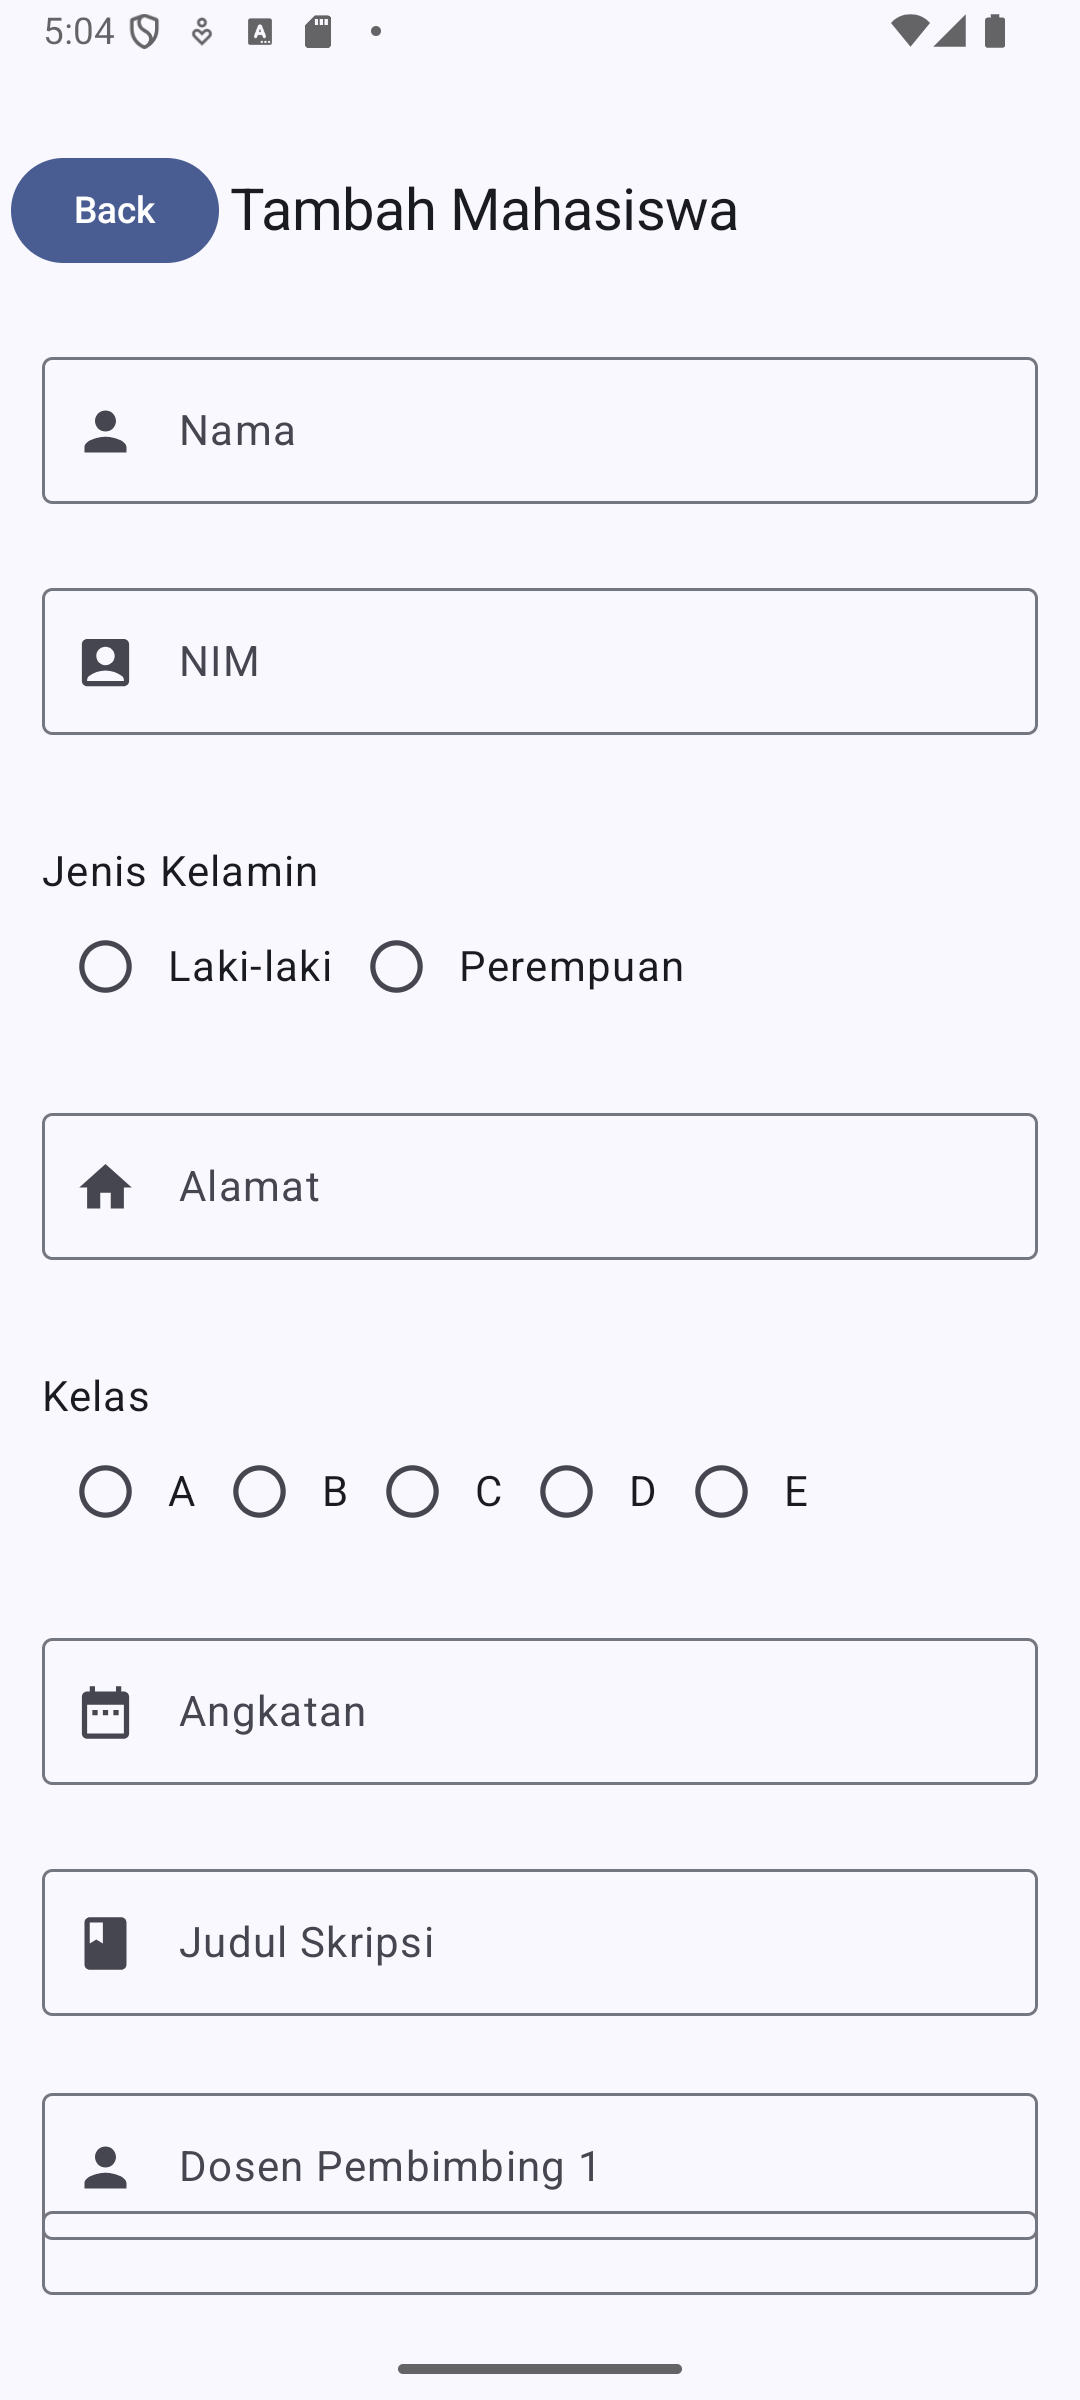 5:04
Back Tambah Mahasiswa
Nama
NIM
Jenis Kelamin
Laki-laki Perempuan
Alamat
Kelas
A B C D E
Angkatan
Judul Skripsi
Dosen Pembimbing 1